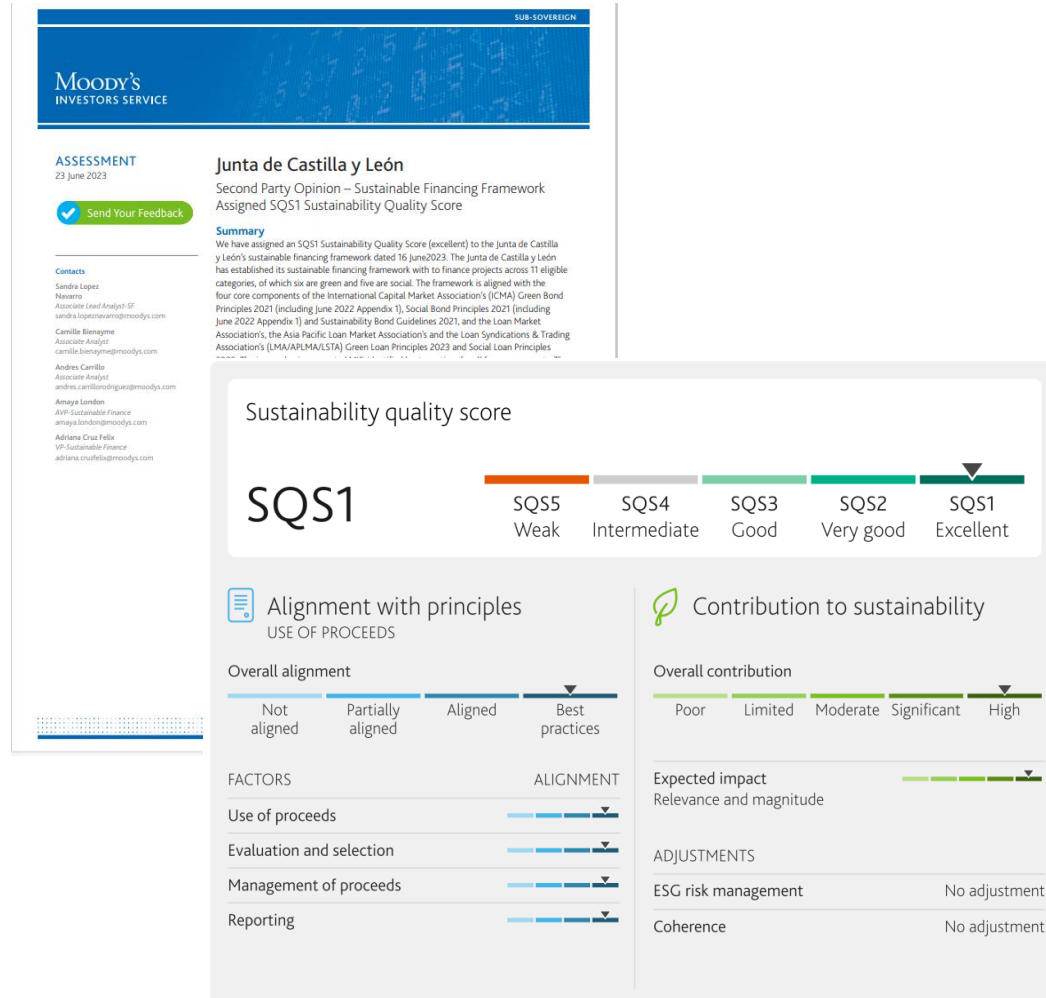 SUB-SOVEREIGN
MOODY'S
INVESTORS SERVICE
ASSESSMENT
23 June 2023
Send Your Feedback
Contacts
Sandra Lopez
Navarro
Associate Lead Analyst-SF
sandra.lopeznavarro@moodys.com
Camille Bienayme
Associate Analyst
camille.bienayme@moodys.com
Andres Carrillo
Associate Analyst
andres.carrillorodriguez@moodys.com
Amaya London
AVP-Sustainable Finance
amaya.london@moodys.com
Adriana Cruz Felix
VP-Sustainable Finance
adriana.cruzfelix@moodys.com
Junta de Castilla y León
Second Party Opinion – Sustainable Financing Framework
Assigned SQS1 Sustainability Quality Score
Summary
We have assigned an SQS1 Sustainability Quality Score (excellent) to the Junta de Castilla
y León's sustainable financing framework dated 16 June2023. The Junta de Castilla y León
has established its sustainable financing framework with to finance projects across 11 eligible
categories, of which six are green and five are social. The framework is aligned with the
four core components of the International Capital Market Association's (ICMA) Green Bond
Principles 2021 (including June 2022 Appendix 1), Social Bond Principles 2021 (including
June 2022 Appendix 1) and Sustainability Bond Guidelines 2021, and the Loan Market
Association's, the Asia Pacific Loan Market Association's and the Loan Syndications & Trading
Association's (LMA/APLMA/LSTA) Green Loan Principles 2023 and Social Loan Principles
Sustainability quality score
SQS1
SQS5 SQS4 SQS3 SQS2 SQS1
Weak Intermediate Good Very good Excellent
Alignment with principles
USE OF PROCEEDS
Overall alignment
Not Partially Aligned Best
aligned aligned practices
FACTORS ALIGNMENT
Use of proceeds
Evaluation and selection
Management of proceeds
Reporting
Contribution to sustainability
Overall contribution
Poor Limited Moderate Significant High
Expected impact
Relevance and magnitude
ADJUSTMENTS
ESG risk management No adjustment
Coherence No adjustment